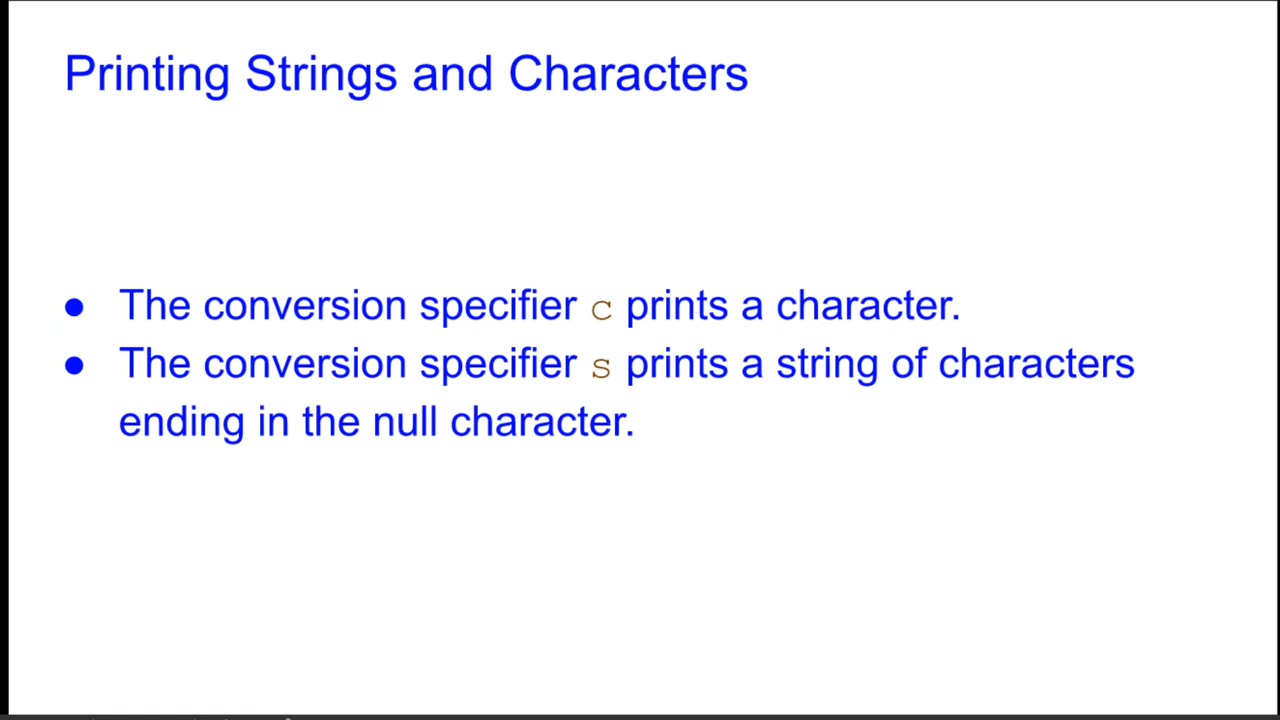 Printing Strings and Characters
● The conversion specifier c prints a character.
● The conversion specifier s prints a string of characters
ending in the null character.